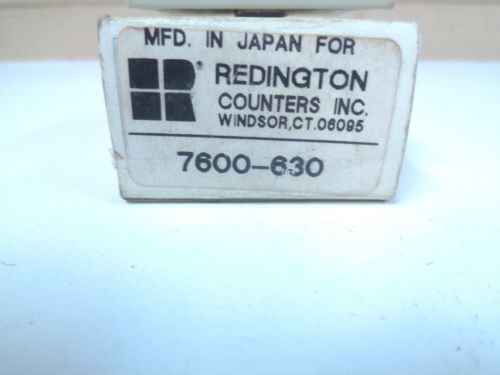 MFD. IN JAPAN FOR
R® REDINGTON
COUNTERS INC.
WINDSOR,CT.06095
7600-630